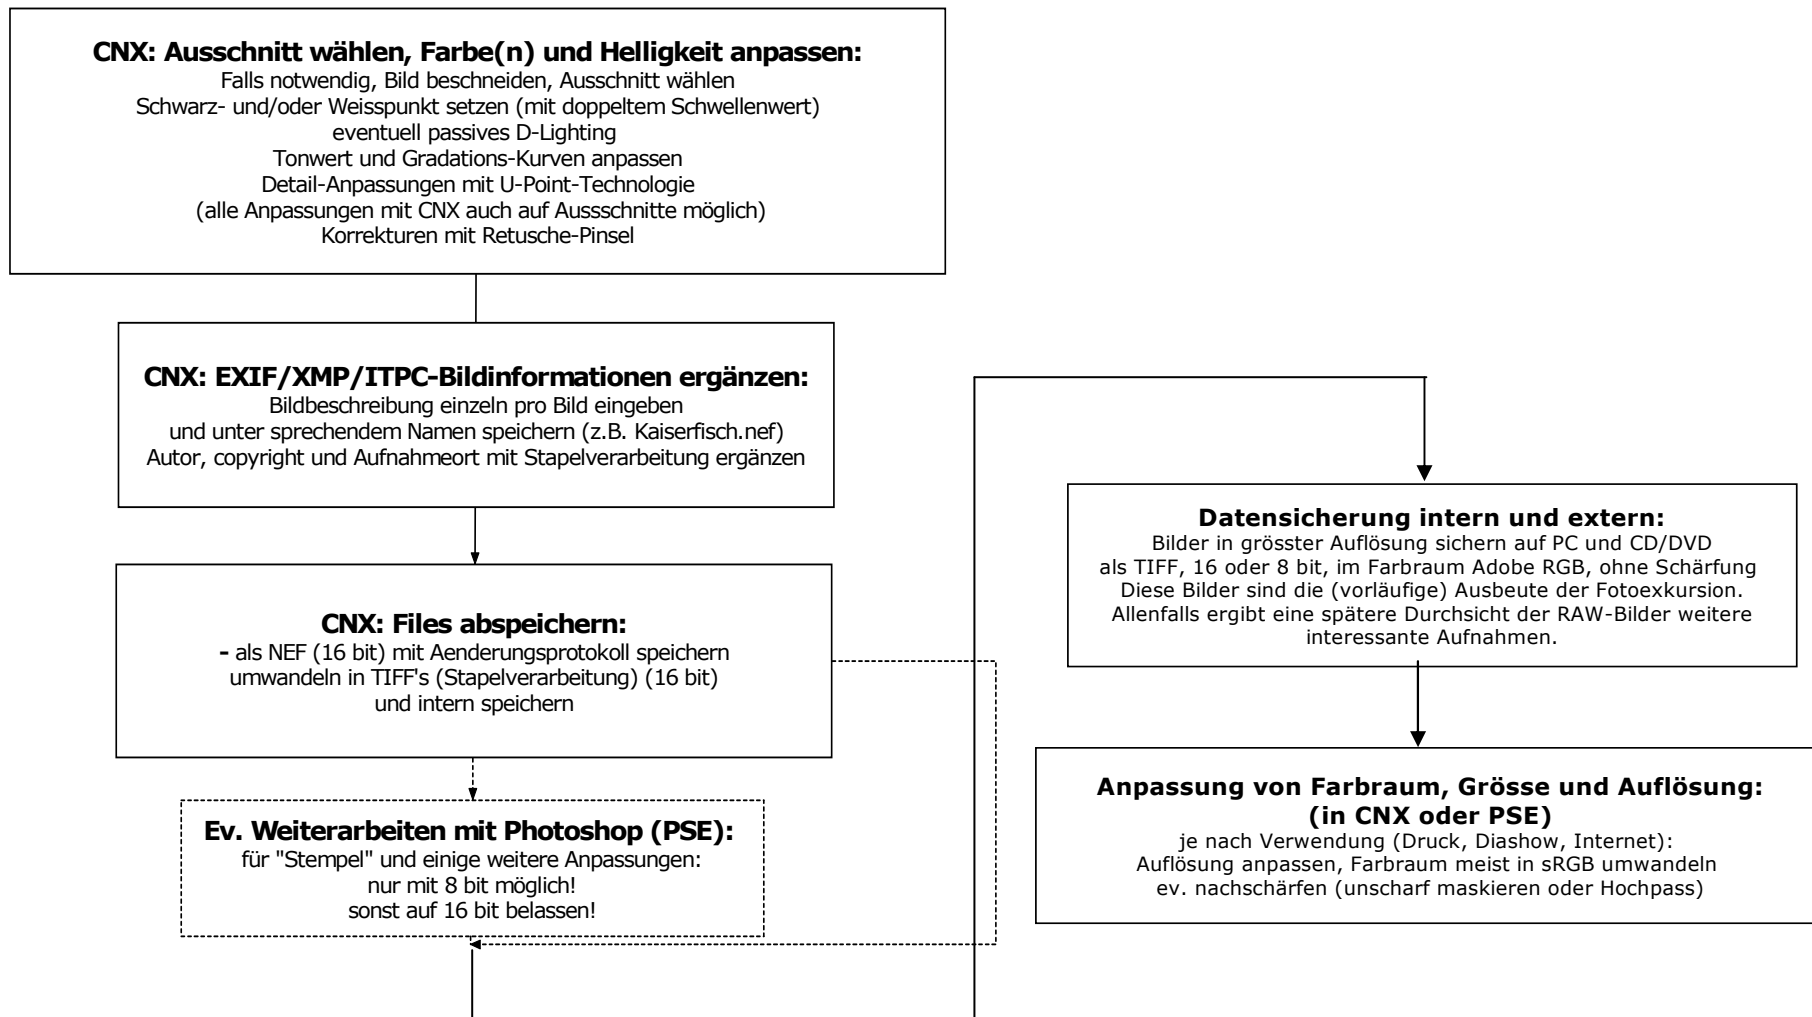 CNX: Ausschnitt wählen, Farbe(n) und Helligkeit anpassen:
Falls notwendig, Bild beschneiden, Ausschnitt wählen
Schwarz- und/oder Weisspunkt setzen (mit doppeltem Schwellenwert)
eventuell passives D-Lighting
Tonwert und Gradations-Kurven anpassen
Detail-Anpassungen mit U-Point-Technologie
(alle Anpassungen mit CNX auch auf Aussschnitte möglich)
Korrekturen mit Retusche-Pinsel
CNX: EXIF/XMP/ITPC-Bildinformationen ergänzen:
Bildbeschreibung einzeln pro Bild eingeben
und unter sprechendem Namen speichern (z.B. Kaiserfisch.nef)
Autor, copyright und Aufnahmeort mit Stapelverarbeitung ergänzen
CNX: Files abspeichern:
- als NEF (16 bit) mit Aenderungsprotokoll speichern
umwandeln in TIFF's (Stapelverarbeitung) (16 bit)
und intern speichern
Ev. Weiterarbeiten mit Photoshop (PSE):
für "Stempel" und einige weitere Anpassungen:
nur mit 8 bit möglich!
sonst auf 16 bit belassen!
Datensicherung intern und extern:
Bilder in grösster Auflösung sichern auf PC und CD/DVD
als TIFF, 16 oder 8 bit, im Farbraum Adobe RGB, ohne Schärfung
Diese Bilder sind die (vorläufige) Ausbeute der Fotoexkursion.
Allenfalls ergibt eine spätere Durchsicht der RAW-Bilder weitere
interessante Aufnahmen.
Anpassung von Farbraum, Grösse und Auflösung:
(in CNX oder PSE)
je nach Verwendung (Druck, Diashow, Internet):
Auflösung anpassen, Farbraum meist in sRGB umwandeln
ev. nachschärfen (unscharf maskieren oder Hochpass)